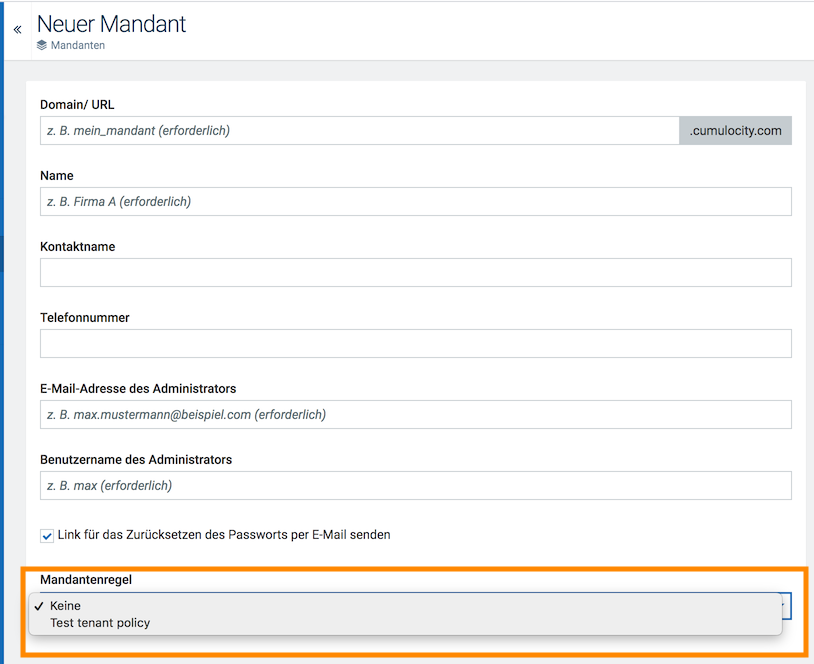 Neuer Mandant
Mandanten
Domain/ URL
z. B. mein_mandant (erforderlich)
.cumulocity.com
Name
z. B. Firma A (erforderlich)
Kontaktname
Telefonnummer
E-Mail-Adresse des Administrators
z. B. max.mustermann@beispiel.com (erforderlich)
Benutzername des Administrators
z. B. max (erforderlich)
Link für das Zurücksetzen des Passworts per E-Mail senden
Mandantenregel
Keine
Test tenant policy